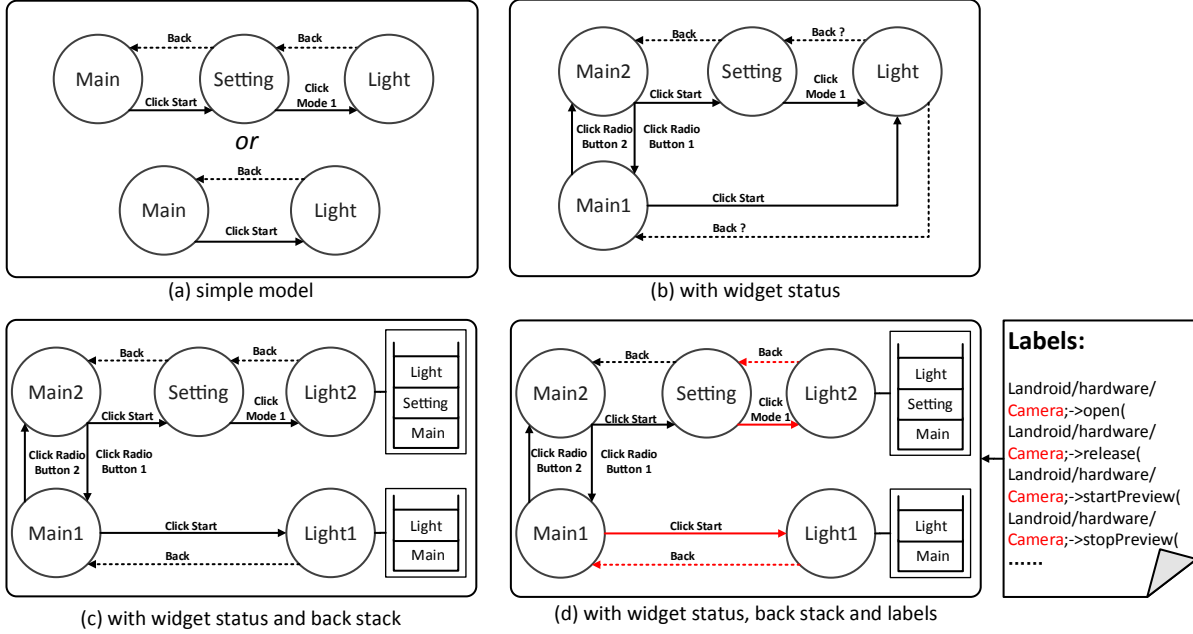 Back
Back
Main
Setting
Light
Click Start
Click
Mode 1
or
Back
Main
Light
Click Start
(a) simple model
Back
Back ?
Main2
Setting
Light
Click Start
Click
Mode 1
Click Radio
Button 2
Click Radio
Button 1
Main1
Click Start
Back ?
(b) with widget status
Back
Back
Main2
Setting
Light2
Click Start
Click
Mode 1
Light
Setting
Main
Click Radio
Button 2
Click Radio
Button 1
Main1
Click Start
Light1
Back
Light
Main
(c) with widget status and back stack
Back
Back
Main2
Setting
Light2
Click Start
Click
Mode 1
Light
Setting
Main
Click Radio
Button 2
Click Radio
Button 1
Main1
Click Start
Light1
Back
Light
Main
(d) with widget status, back stack and labels
Labels:
Landroid/hardware/
Camera;->open(
Landroid/hardware/
Camera;->release(
Landroid/hardware/
Camera;->startPreview(
Landroid/hardware/
Camera;->stopPreview(
......